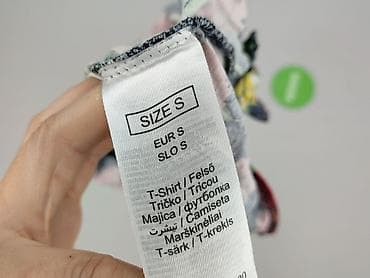 SIZE S
EUR S
SLO S
T-Shirt / Felső
Tričko / Tricou
Majica / футболка
تيشرت / Camiseta
Marškinėliai
T-särk / T-krekls